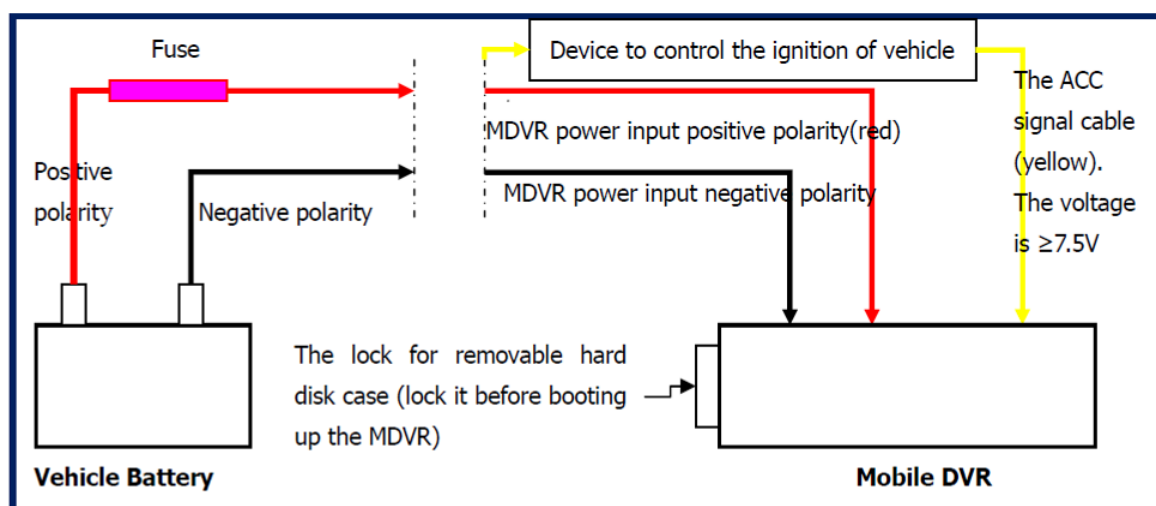 Fuse
Device to control the ignition of vehicle
The ACC
signal cable
(yellow).
The voltage
is ≥7.5V
MDVR power input positive polarity(red)
Positive
polarity
Negative polarity
MDVR power input negative polarity
The lock for removable hard
disk case (lock it before booting
up the MDVR)
Vehicle Battery
Mobile DVR